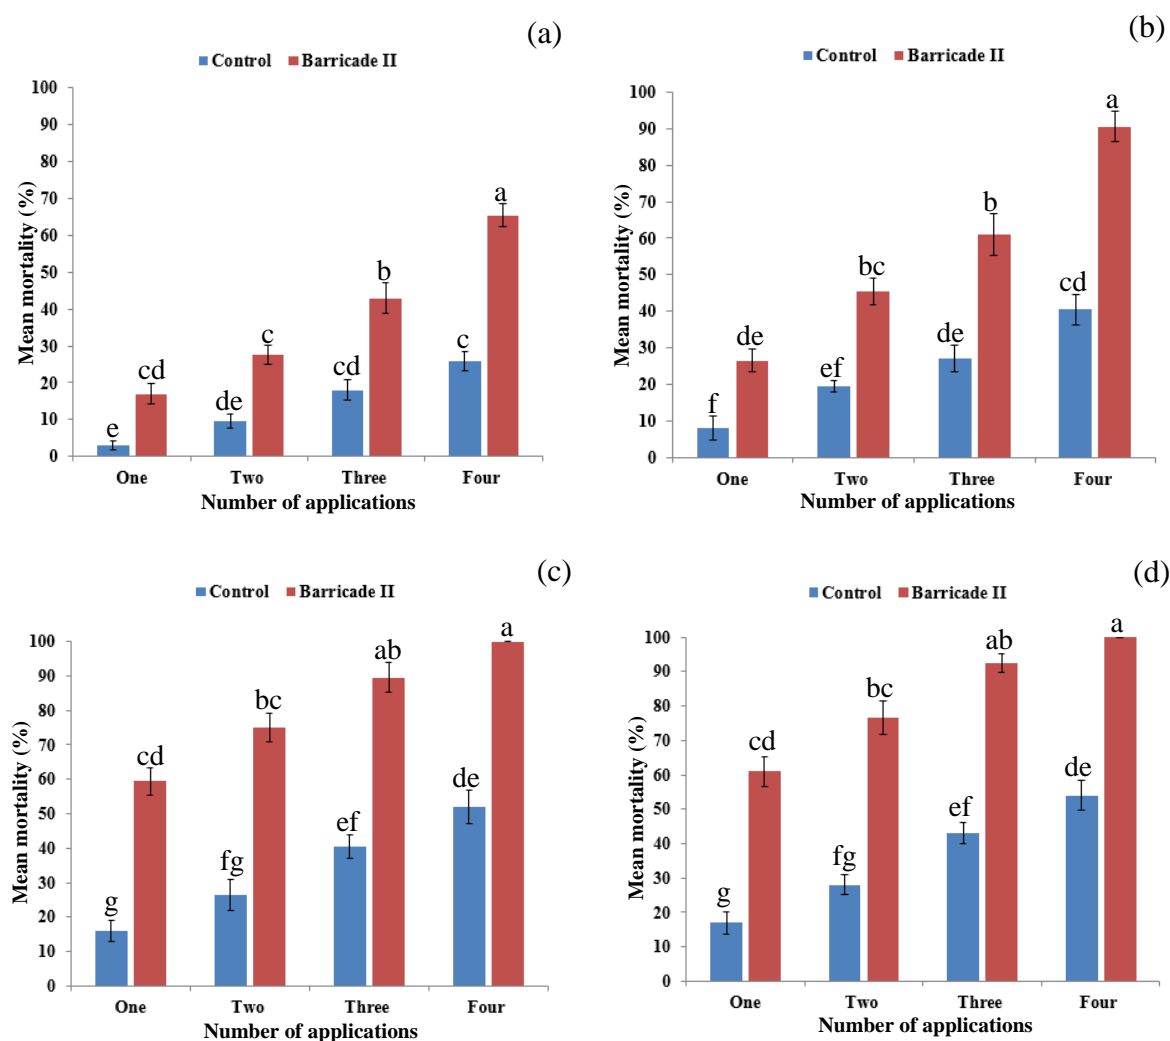 (a)
Control Barricade II
Mean mortality (%)
100
90
80
70
60
50
40
30
20
10
0
e cd de c cd b c a
One Two Three Four
Number of applications
(b)
Control Barricade II
Mean mortality (%)
100
90
80
70
60
50
40
30
20
10
0
f de ef bc de b cd a
One Two Three Four
Number of applications
(c)
Control Barricade II
Mean mortality (%)
100
90
80
70
60
50
40
30
20
10
0
g cd fg bc ef ab de a
One Two Three Four
Number of applications
(d)
Control Barricade II
Mean mortality (%)
100
90
80
70
60
50
40
30
20
10
0
g cd fg bc ef ab de a
One Two Three Four
Number of applications